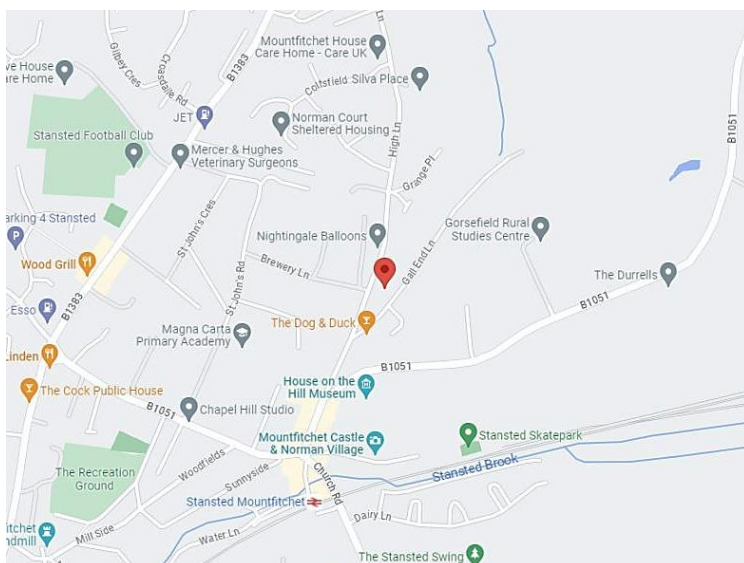 Ln
Mountfitchet House
Care Home - Care UK
Gilbey Cres
Croasdaile Rd
B1383
ve House
are Home
Coltsfield
Silva Place
JET
Norman Court
Sheltered Housing
Stansted Football Club
Mercer & Hughes
Veterinary Surgeons
High Ln
B1051
Grange Pl
arking 4 Stansted
St John's Cres
Nightingale Balloons
Gorsefield Rural
Studies Centre
Wood Grill
St John's Rd
Brewery Ln
Gall End Ln
The Durrells
Esso
B1383
The Dog & Duck
B1051
Magna Carta
Primary Academy
Linden
B1051
House on the
Hill Museum
The Cock Public House
B1051
Chapel Hill Studio
Stansted Skatepark
Mountfitchet Castle
& Norman Village
The Recreation
Ground
Woodfields
Sunnyside
Church Rd
Stansted Brook
Stansted Mountfitchet
Dairy Ln
fitchet
ndmill
Mill Side
Water Ln
The Stansted Swing